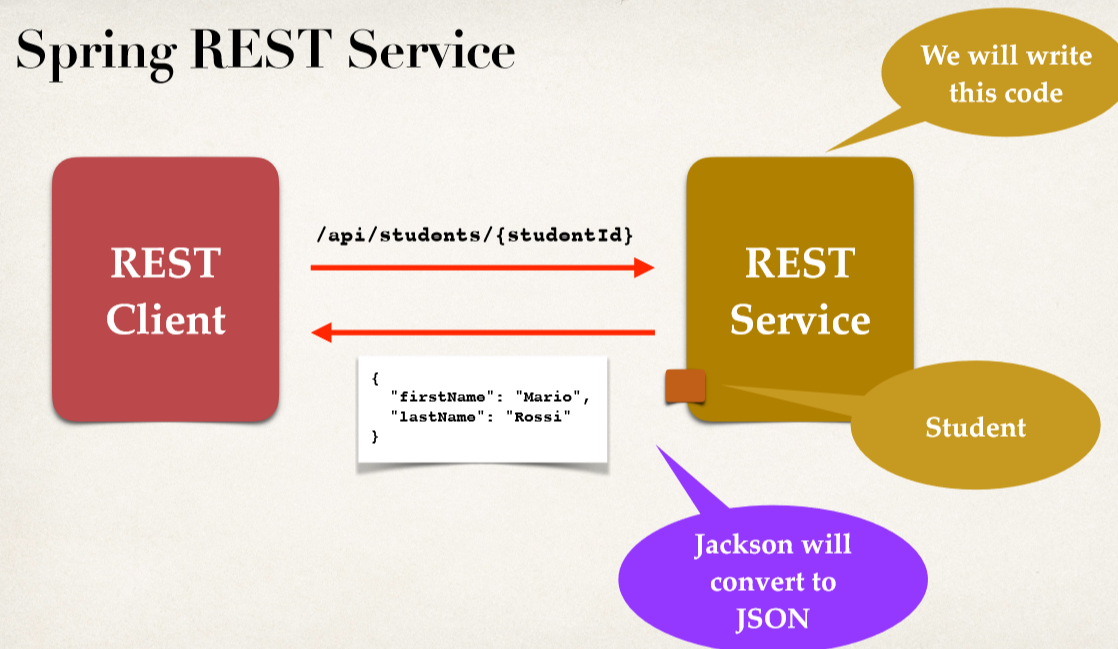 Spring REST Service
We will write
this code
REST
Client
/api/students/{studentId}
REST
Service
{
"firstName": "Mario",
"lastName": "Rossi"
}
Student
Jackson will
convert to
JSON